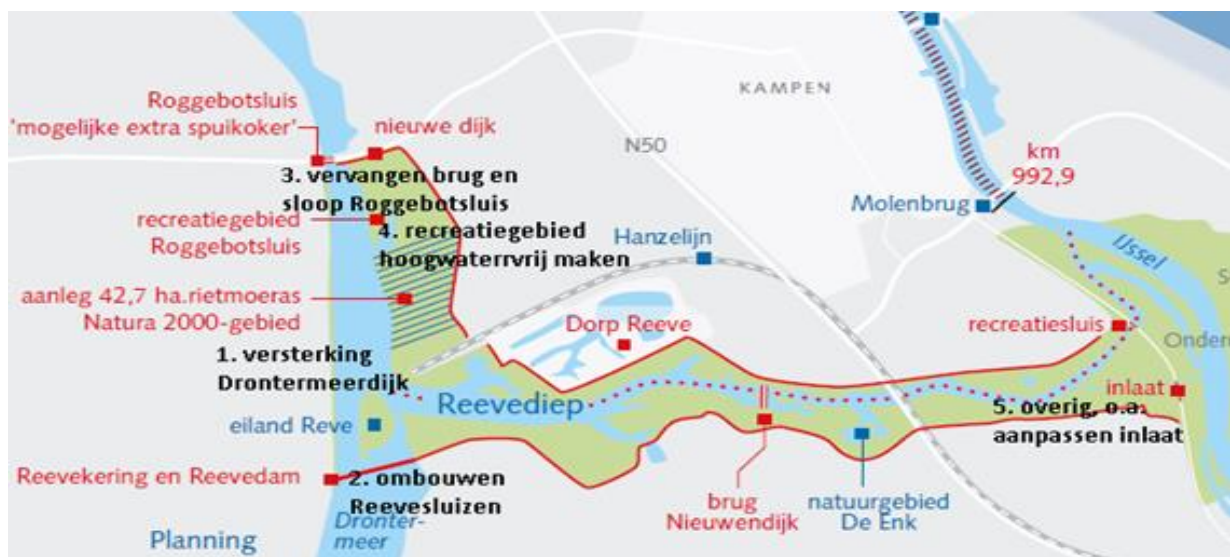 Roggebotsluis
'mogelijke extra spuikoker'
nieuwe dijk
KAMPEN
N50
km
992,9
3. vervangen brug en
sloop Roggebotsluis
Molenbrug
recreatiegebied
Roggebotsluis
4. recreatiegebied
hoogwaterrvrij maken
Hanzelijn
IJssel
aanleg 42,7 ha.rietmoeras
Natura 2000-gebied
Dorp Reeve
recreatiesluis
1. versterking
Drontermeerdijk
Reevediep
inlaat
eiland Reve
5. overig, o.a.
aanpassen inlaat
Reevekering en Reevedam
2. ombouwen
Reevesluizen
brug
Nieuwendijk
natuurgebied
De Enk
Dronter-
meer
Planning